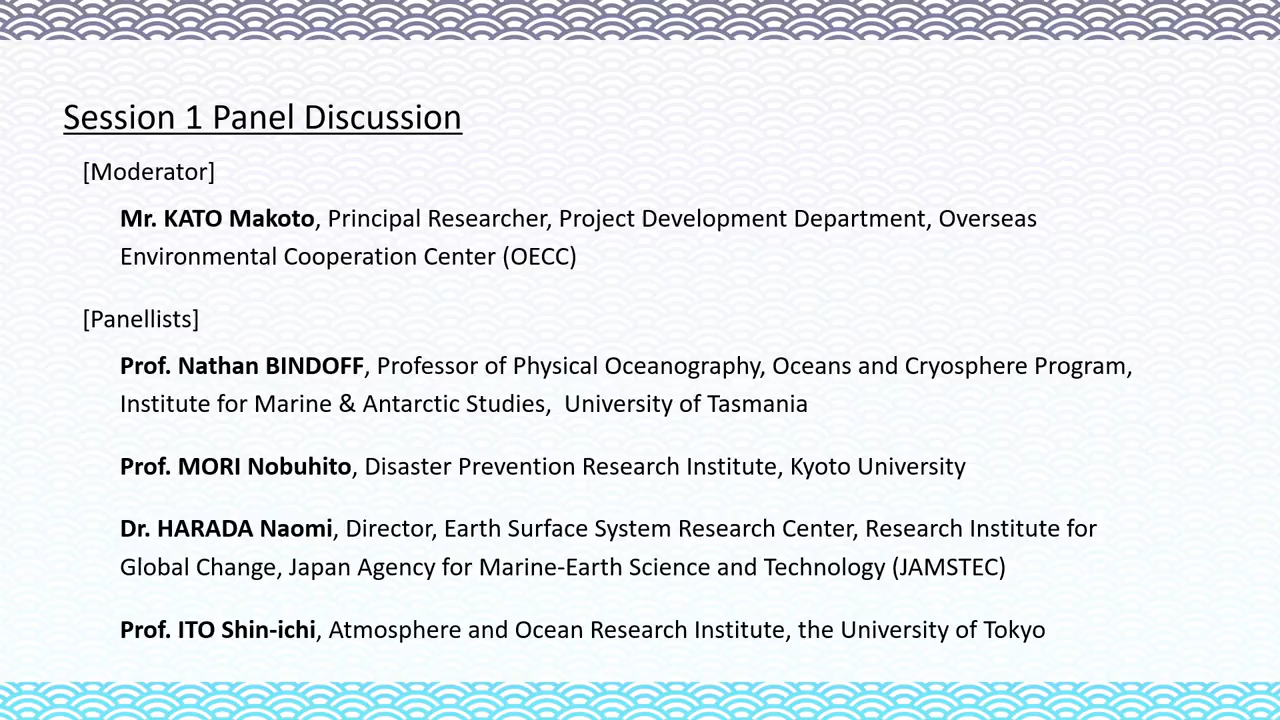 Session 1 Panel Discussion
[Moderator]
Mr. KATO Makoto, Principal Researcher, Project Development Department, Overseas
Environmental Cooperation Center (OECC)
[Panellists]
Prof. Nathan BINDOFF, Professor of Physical Oceanography, Oceans and Cryosphere Program,
Institute for Marine & Antarctic Studies,  University of Tasmania
Prof. MORI Nobuhito, Disaster Prevention Research Institute, Kyoto University
Dr. HARADA Naomi, Director, Earth Surface System Research Center, Research Institute for
Global Change, Japan Agency for Marine-Earth Science and Technology (JAMSTEC)
Prof. ITO Shin-ichi, Atmosphere and Ocean Research Institute, the University of Tokyo